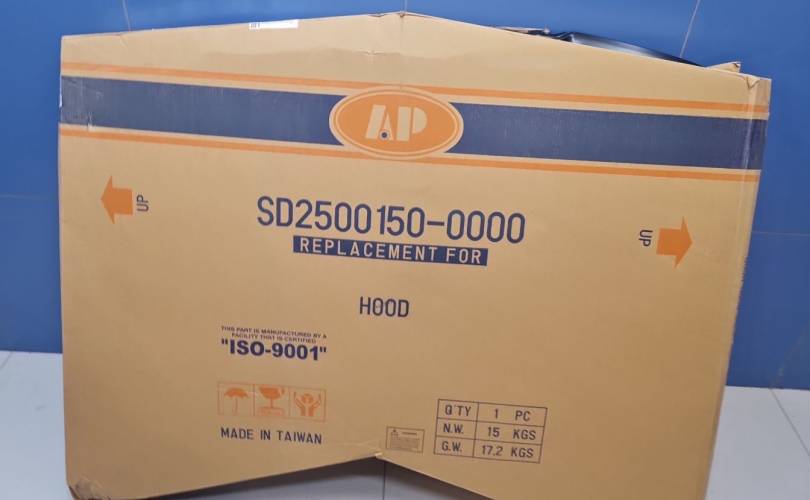 AP
UP
SD2500150-0000
UP
REPLACEMENT FOR
HOOD
THIS PART IS MANUFACTURED BY A
FACILITY THAT IS CERTIFIED
"ISO-9001"
Q'TY 1 PC
N.W. 15 KGS
G.W. 17.2 KGS
MADE IN TAIWAN